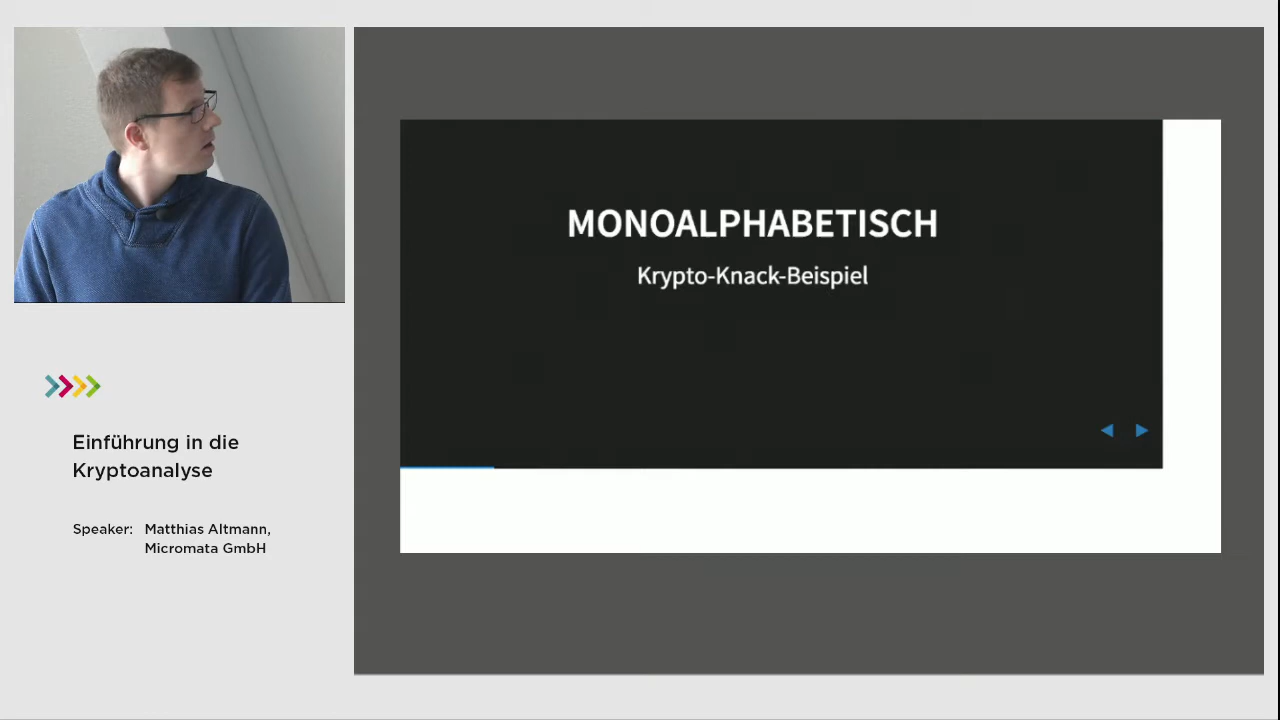 MONOALPHABETISCH
Krypto-Knack-Beispiel
Einführung in die
Kryptoanalyse
Speaker: Matthias Altmann,
Micromata GmbH